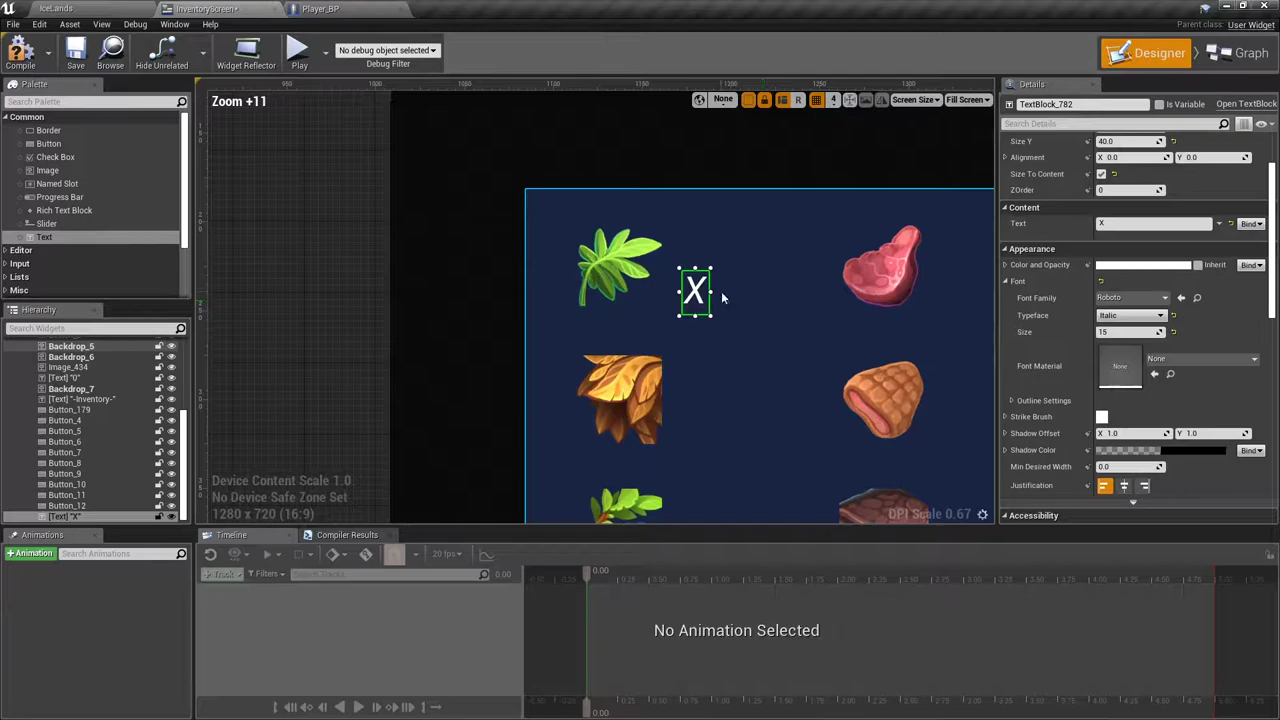 IceLands
InventoryScreen*
Player_BP
File Edit Asset View Debug Window Help
Parent class: User Widget
Compile
Save
Browse
Hide Unrelated
Widget Reflector
Play
No debug object selected
Debug Filter
Designer
Graph
Palette
Search Palette
Common
Border
Button
Check Box
Image
Named Slot
Progress Bar
Rich Text Block
Slider
Text
Editor
Input
Lists
Misc
Hierarchy
Search Widgets
Backdrop_5
Backdrop_6
Image_434
[Text] "0"
Backdrop_7
[Text] "-Inventory-"
Button_179
Button_4
Button_5
Button_6
Button_7
Button_8
Button_9
Button_10
Button_11
Button_12
[Text] "X"
Zoom +11
None
R
4
Screen Size
Fill Screen
X
Device Content Scale 1.0
No Device Safe Zone Set
1280 x 720 (16:9)
DPI Scale 0.67
Details
TextBlock_782
Is Variable
Open TextBlock
Search Details
Size Y 40.0
Alignment X 0.0 Y 0.0
Size To Content
ZOrder 0
Content
Text X Bind
Appearance
Color and Opacity Inherit Bind
Font
Font Family Roboto
Typeface Italic
Size 15
Font Material None None
Outline Settings
Strike Brush
Shadow Offset X 1.0 Y 1.0
Shadow Color Bind
Min Desired Width 0.0
Justification
Accessibility
Animations
+Animation Search Animations
Timeline
Compiler Results
20 fps
+ Track Filters Search Tracks 0.00
0.00
No Animation Selected
0.00